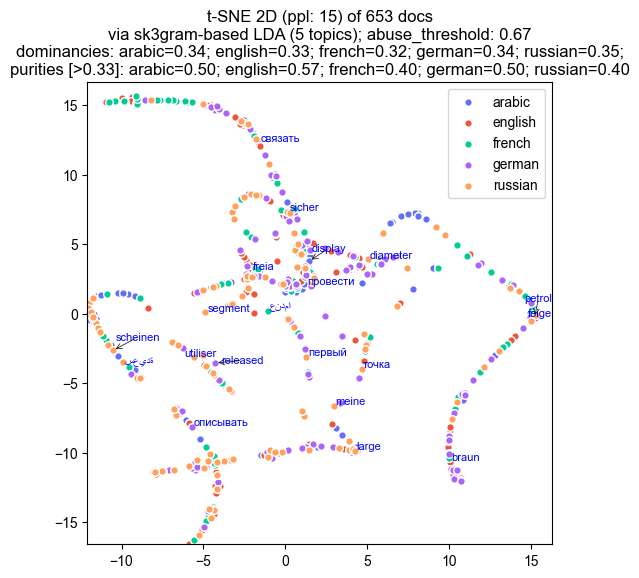 t-SNE 2D (ppl: 15) of 653 docs
via sk3gram-based LDA (5 topics); abuse_threshold: 0.67
dominancies: arabic=0.34; english=0.33; french=0.32; german=0.34; russian=0.35;
purities [>0.33]: arabic=0.50; english=0.57; french=0.40; german=0.50; russian=0.40
arabic
english
french
german
russian
связать
sicher
display
diameter
freia
провести
petrol
segment
عندما
scheinen
первый
utiliser
released
точка
meine
описывать
large
braun
15
10
5
0
−5
−10
−15
−10
−5
0
5
10
15